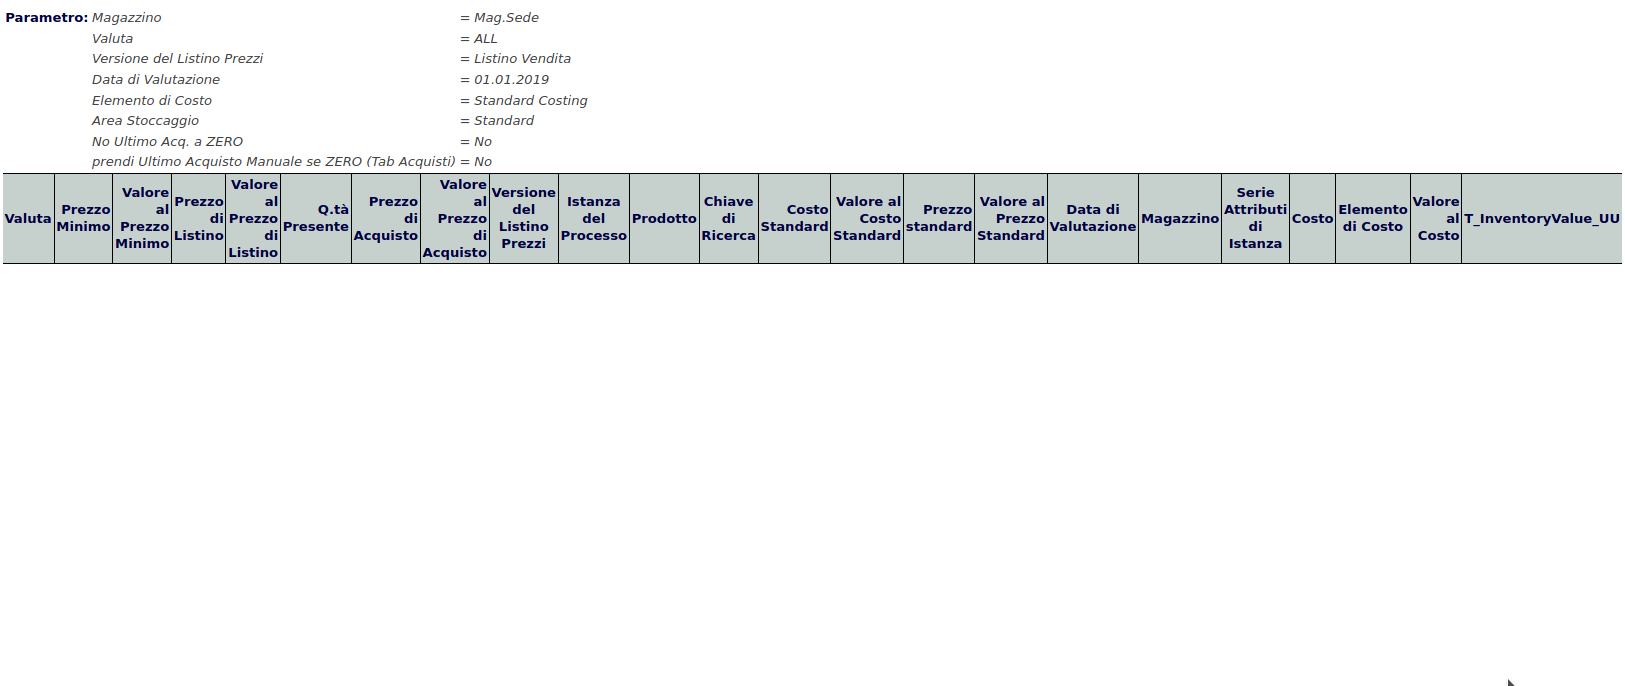 Parametro: Magazzino = Mag.Sede
Valuta = ALL
Versione del Listino Prezzi = Listino Vendita
Data di Valutazione = 01.01.2019
Elemento di Costo = Standard Costing
Area Stoccaggio = Standard
No Ultimo Acq. a ZERO = No
prendi Ultimo Acquisto Manuale se ZERO (Tab Acquisti) = No
Valuta
Prezzo
Minimo
Valore
al
Prezzo
Minimo
Prezzo
di
Listino
Valore
al
Prezzo
di
Listino
Q.tà
Presente
Prezzo
di
Acquisto
Valore
al
Prezzo
di
Acquisto
Versione
del
Listino
Prezzi
Istanza
del
Processo
Prodotto
Chiave
di
Ricerca
Costo
Standard
Valore al
Costo
Standard
Prezzo
standard
Valore al
Prezzo
Standard
Data di
Valutazione
Magazzino
Serie
Attributi
di
Istanza
Costo
Elemento
di Costo
Valore
al
Costo
T_InventoryValue_UU